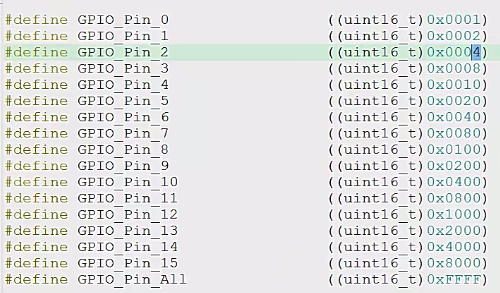 #define GPIO_Pin_0 ((uint16_t)0x0001)
#define GPIO_Pin_1 ((uint16_t)0x0002)
#define GPIO_Pin_2 ((uint16_t)0x0004)
#define GPIO_Pin_3 ((uint16_t)0x0008)
#define GPIO_Pin_4 ((uint16_t)0x0010)
#define GPIO_Pin_5 ((uint16_t)0x0020)
#define GPIO_Pin_6 ((uint16_t)0x0040)
#define GPIO_Pin_7 ((uint16_t)0x0080)
#define GPIO_Pin_8 ((uint16_t)0x0100)
#define GPIO_Pin_9 ((uint16_t)0x0200)
#define GPIO_Pin_10 ((uint16_t)0x0400)
#define GPIO_Pin_11 ((uint16_t)0x0800)
#define GPIO_Pin_12 ((uint16_t)0x1000)
#define GPIO_Pin_13 ((uint16_t)0x2000)
#define GPIO_Pin_14 ((uint16_t)0x4000)
#define GPIO_Pin_15 ((uint16_t)0x8000)
#define GPIO_Pin_All ((uint16_t)0xFFFF)